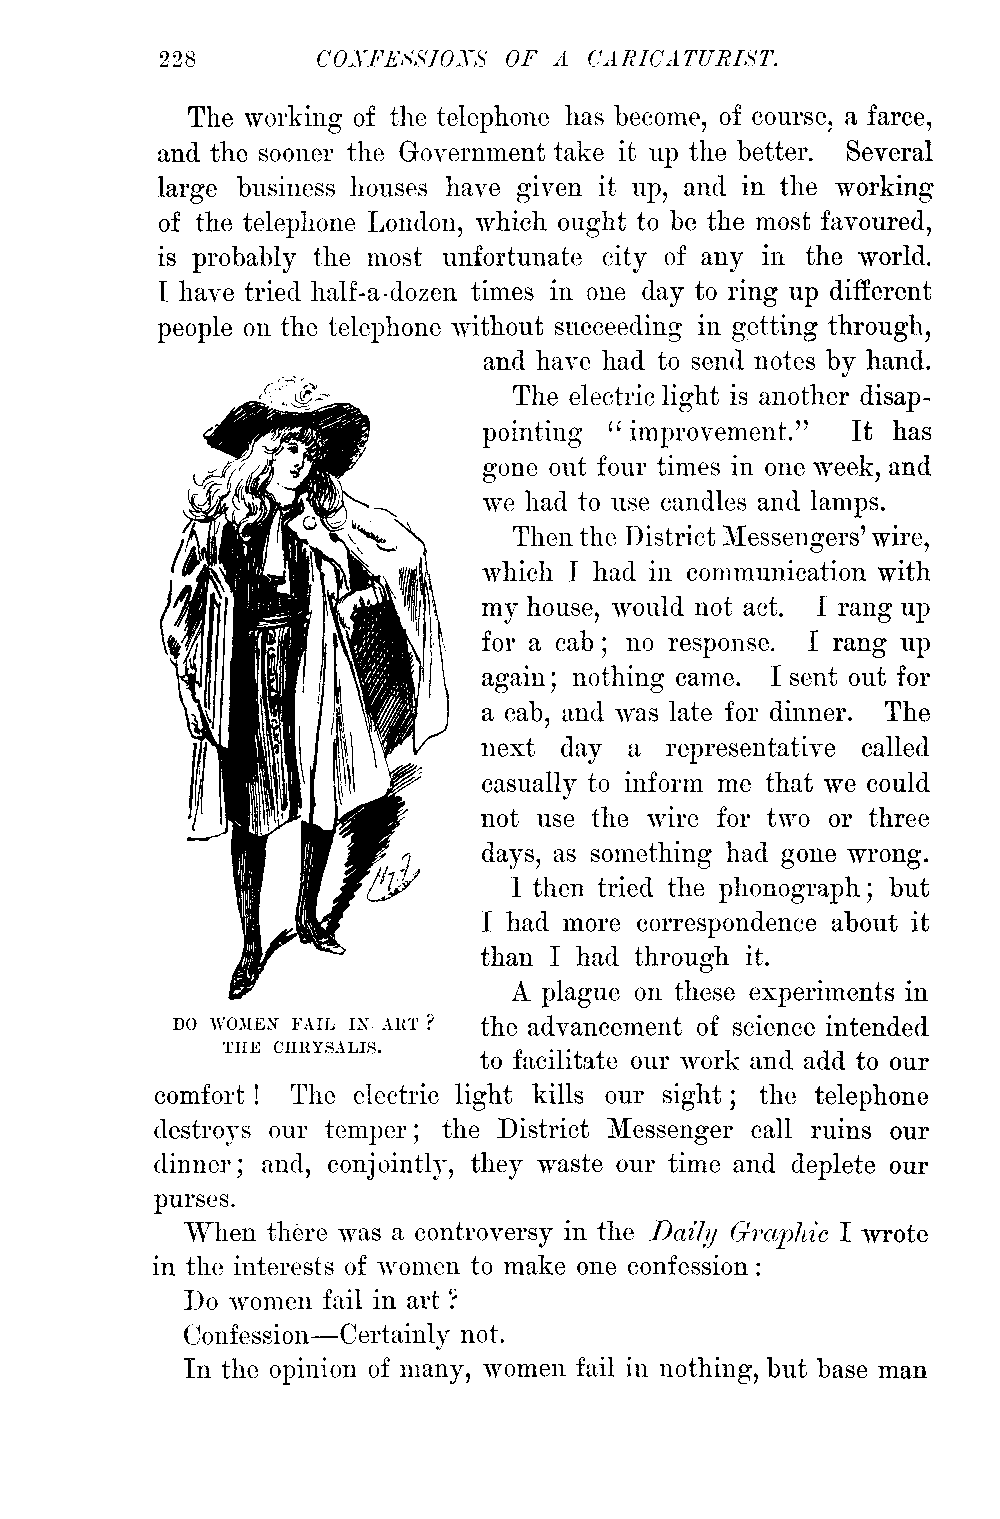 228 CONFESSIONS OF A CARICATURIST.
The working of the telephone has become, of course, a farce,
and the sooner the Government take it up the better. Several
large business houses have given it up, and in the working
of the telephone London, which ought to be the most favoured,
is probably the most unfortunate city of any in the world.
I have tried half-a-dozen times in one day to ring up different
people on the telephone without succeeding in getting through,
and have had to send notes by hand.
The electric light is another disap-
pointing “improvement.” It has
gone out four times in one week, and
we had to use candles and lamps.
Then the District Messengers’ wire,
which I had in communication with
my house, would not act. I rang up
for a cab; no response. I rang up
again; nothing came. I sent out for
a cab, and was late for dinner. The
next day a representative called
casually to inform me that we could
not use the wire for two or three
days, as something had gone wrong.
I then tried the phonograph; but
I had more correspondence about it
than I had through it.
A plague on these experiments in
the advancement of science intended
to facilitate our work and add to our
DO WOMEN FAIL IN ART?
THE CHRYSALIS.
comfort! The electric light kills our sight; the telephone
destroys our temper; the District Messenger call ruins our
dinner; and, conjointly, they waste our time and deplete our
purses.
When there was a controversy in the Daily Graphic I wrote
in the interests of women to make one confession:
Do women fail in art?
Confession—Certainly not.
In the opinion of many, women fail in nothing, but base man